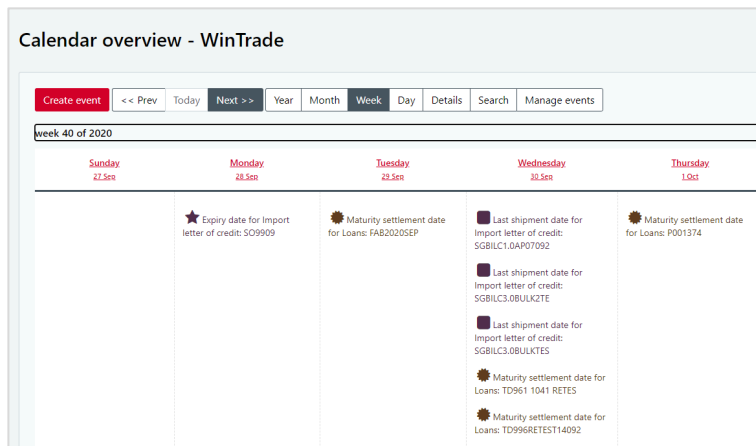 Calendar overview - WinTrade
Create event << Prev Today Next >> Year Month Week Day Details Search Manage events
week 40 of 2020
Sunday Monday Tuesday Wednesday Thursday
27 Sep 28 Sep 29 Sep 30 Sep 1 Oct
Expiry date for Import
letter of credit: SO9909
Maturity settlement date
for Loans: FAB2020SEP
Last shipment date for
Import letter of credit:
SGBILC1.0AP07092
Last shipment date for
Import letter of credit:
SGBILC3.0BULK2TE
Last shipment date for
Import letter of credit:
SGBILC3.0BULKTES
Maturity settlement date for
Loans: TD961 1041 RETES
Maturity settlement date for
Loans: TD996RETEST14092
Maturity settlement date
for Loans: P001374